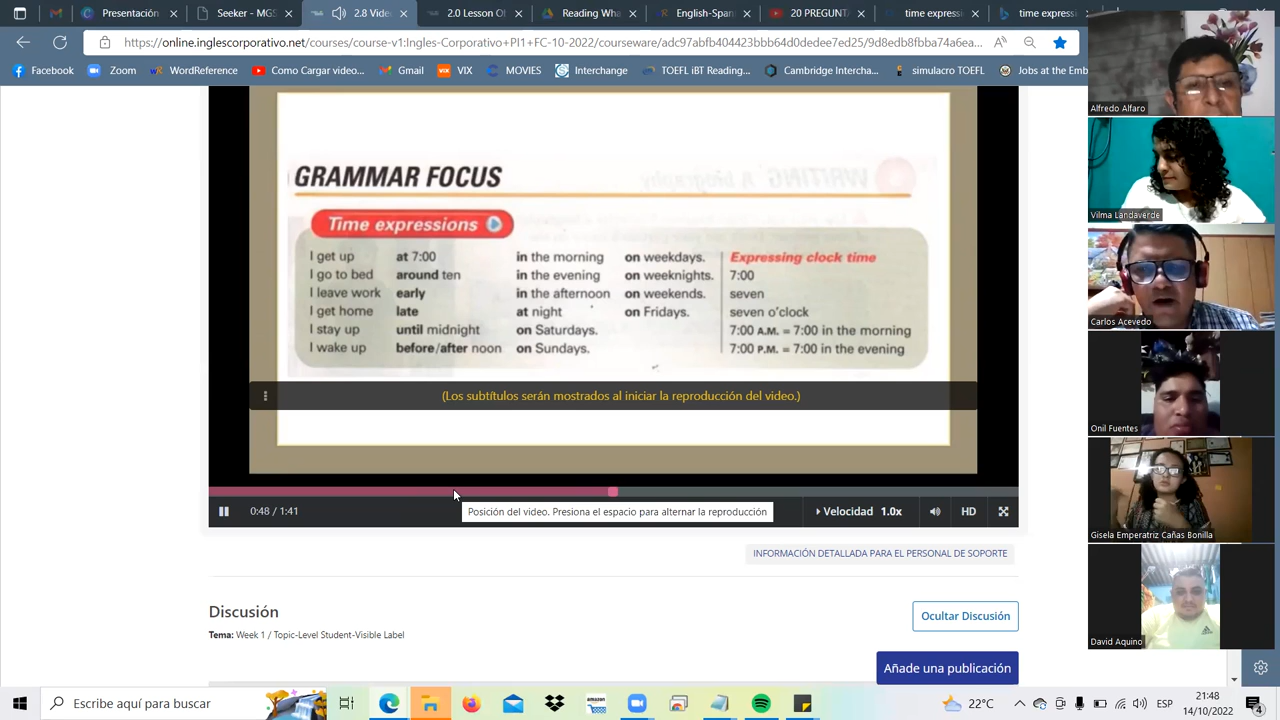 Seeker - MGS
2.8 Video
2.0 Lesson O
Google Driv
English-Span
20 PREGUNTA
time expres
time express
https://online.inglescorporativo.net/courses/course-v1:Ingles-Corporativo+PI1+FC-10-2022/courseware/adc97abfb404423bbb64d0dedee7ed25/9d8edb8fbba74a6ea...
Facebook
Zoom
WordReference
Como Cargar video...
Gmail
VIX
MOVIES
Interchange
TOEFL iBT Reading...
Cambridge Intercha...
simulacro TOEFL
Jobs at the Emb
GRAMMAR FOCUS
WRITING A biography
Time expressions
I get up at 7:00 in the morning on weekdays. Expressing clock time
I go to bed around ten in the evening on weeknights. 7:00
I leave work early in the afternoon on weekends. seven
I get home late at night on Fridays. seven o'clock
I stay up until midnight on Saturdays. 7:00 A.M. = 7:00 in the morning
I wake up before/after noon on Sundays. 7:00 P.M. = 7:00 in the evening
(Los subtítulos serán mostrados al iniciar la reproducción del video.)
0:48 / 1:41
Posición del video. Presiona el espacio para alternar la reproducción
Velocidad 1.0x
HD
INFORMACIÓN DETALLADA PARA EL PERSONAL DE SOPORTE
Discusión
Ocultar Discusión
Tema: Week 1 / Topic-Level Student-Visible Label
Añade una publicación
Alfredo Alfaro
Vilma Landaverde
Carlos Acevedo
Onil Fuentes
Gisela Emperatriz Cañas Bonilla
David Aquino
Escribe aquí para buscar
amazon
22°C
ESP
21:48
14/10/2022
4